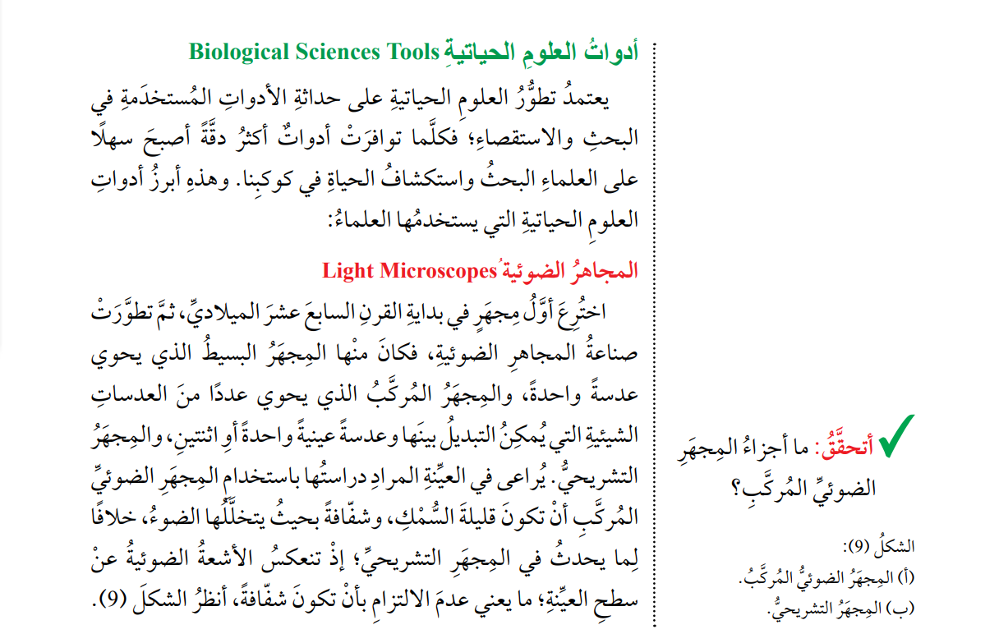 أدواتُ العلومِ الحياتيةِ Biological Sciences Tools
يعتمدُ تطوُّرُ العلومِ الحياتيةِ على حداثةِ الأدواتِ المُستخدَمةِ في
البحثِ والاستقصاءِ؛ فكلَّما توافرَتْ أدواتٌ أكثرُ دقَّةً أصبحَ سهلًا
على العلماءِ البحثُ واستكشافُ الحياةِ في كوكبِنا. وهذهِ أبرزُ أدواتِ
العلومِ الحياتيةِ التي يستخدمُها العلماءُ:
المجاهرُ الضوئيةُ Light Microscopes
اختُرِعَ أوَّلُ مِجهَرٍ في بدايةِ القرنِ السابعَ عشرَ الميلاديِّ، ثمَّ تطوَّرَتْ
صناعةُ المجاهرِ الضوئيةِ، فكانَ منْها المِجهَرُ البسيطُ الذي يحوي
عدسةً واحدةً، والمِجهَرُ المُركَّبُ الذي يحوي عددًا منَ العدساتِ
الشيئيةِ التي يُمكِنُ التبديلُ بينَها وعدسةً عينيةً واحدةً أوِ اثنتينِ، والمِجهَرُ
التشريحيُّ. يُراعى في العيِّنةِ المرادِ دراستُها باستخدامِ المِجهَرِ الضوئيِّ
المُركَّبِ أنْ تكونَ قليلةَ السُّمْكِ، وشفّافةً بحيثُ يتخلَّلُها الضوءُ، خلافًا
لِما يحدثُ في المِجهَرِ التشريحيِّ؛ إذْ تنعكسُ الأشعةُ الضوئيةُ عنْ
سطحِ العيِّنةِ؛ ما يعني عدمَ الالتزامِ بأنْ تكونَ شفّافةً، أنظرُ الشكلَ (9).
أتحقَّقُ: ما أجزاءُ المِجهَرِ
الضوئيِّ المُركَّبِ؟
الشكلُ (9):
(أ) المِجهَرُ الضوئيُّ المُركَّبُ.
(ب) المِجهَرُ التشريحيُّ.